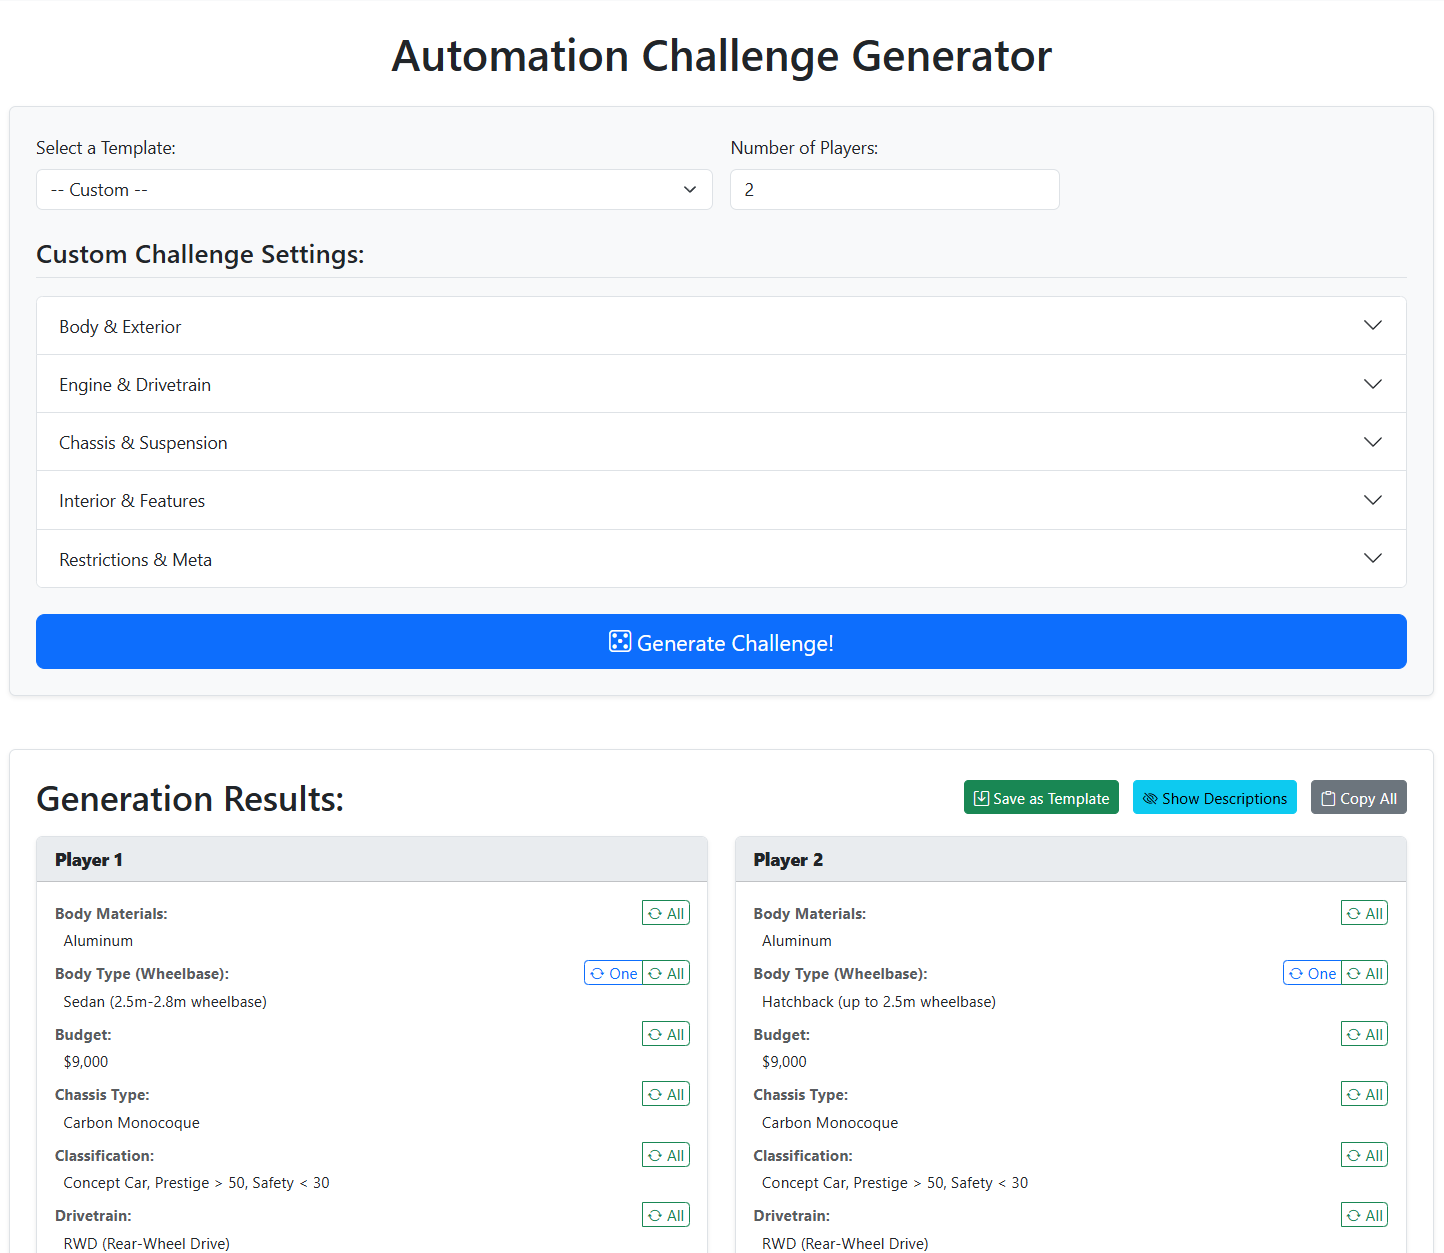 Automation Challenge Generator
Select a Template:
Number of Players:
-- Custom --
2
Custom Challenge Settings:
Body & Exterior
Engine & Drivetrain
Chassis & Suspension
Interior & Features
Restrictions & Meta
Generate Challenge!
Generation Results:
Save as Template
Show Descriptions
Copy All
Player 1
Body Materials:
All
Aluminum
Body Type (Wheelbase):
One
All
Sedan (2.5m-2.8m wheelbase)
Budget:
All
$9,000
Chassis Type:
All
Carbon Monocoque
Classification:
All
Concept Car, Prestige > 50, Safety < 30
Drivetrain:
All
RWD (Rear-Wheel Drive)
Player 2
Body Materials:
All
Aluminum
Body Type (Wheelbase):
One
All
Hatchback (up to 2.5m wheelbase)
Budget:
All
$9,000
Chassis Type:
All
Carbon Monocoque
Classification:
All
Concept Car, Prestige > 50, Safety < 30
Drivetrain:
All
RWD (Rear-Wheel Drive)